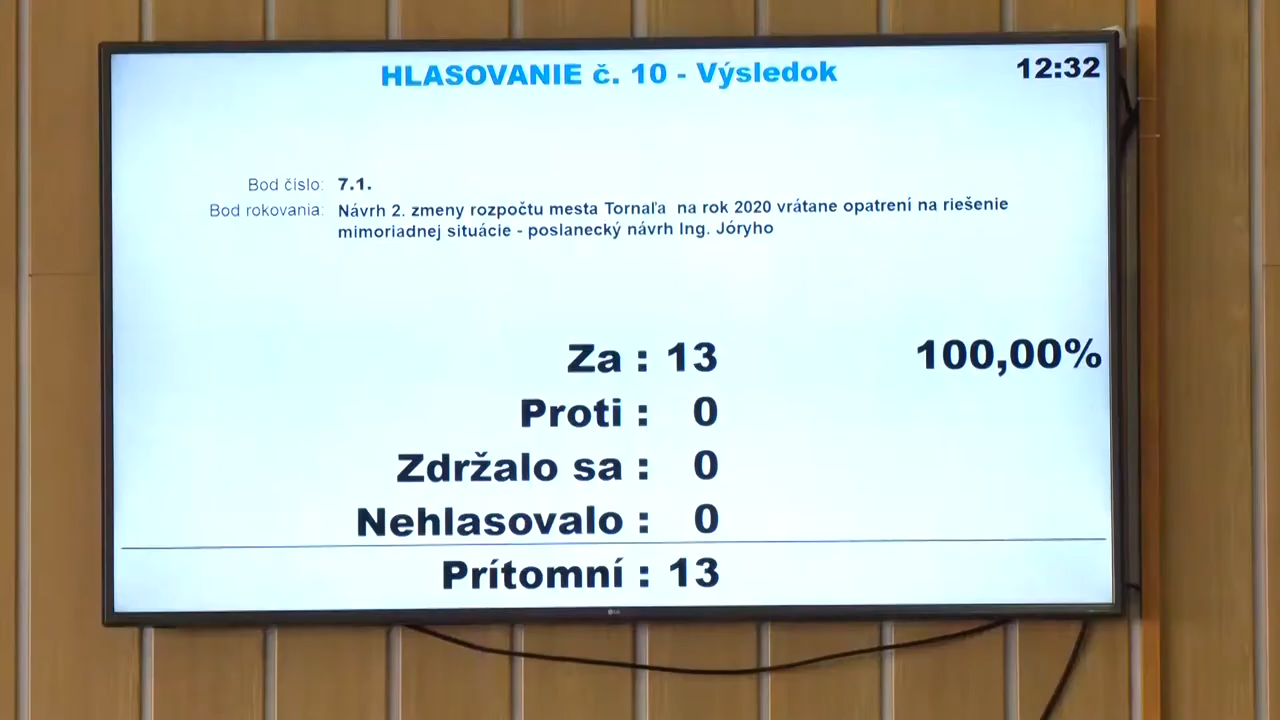 HLASOVANIE č. 10 - Výsledok
12:32
Bod číslo: 7.1.
Bod rokovania: Návrh 2. zmeny rozpočtu mesta Tornaľa na rok 2020 vrátane opatrení na riešenie
mimoriadnej situácie - poslanecký návrh Ing. Jóryho
Za : 13 100,00%
Proti : 0
Zdržalo sa : 0
Nehlasovalo : 0
Prítomní : 13
LG